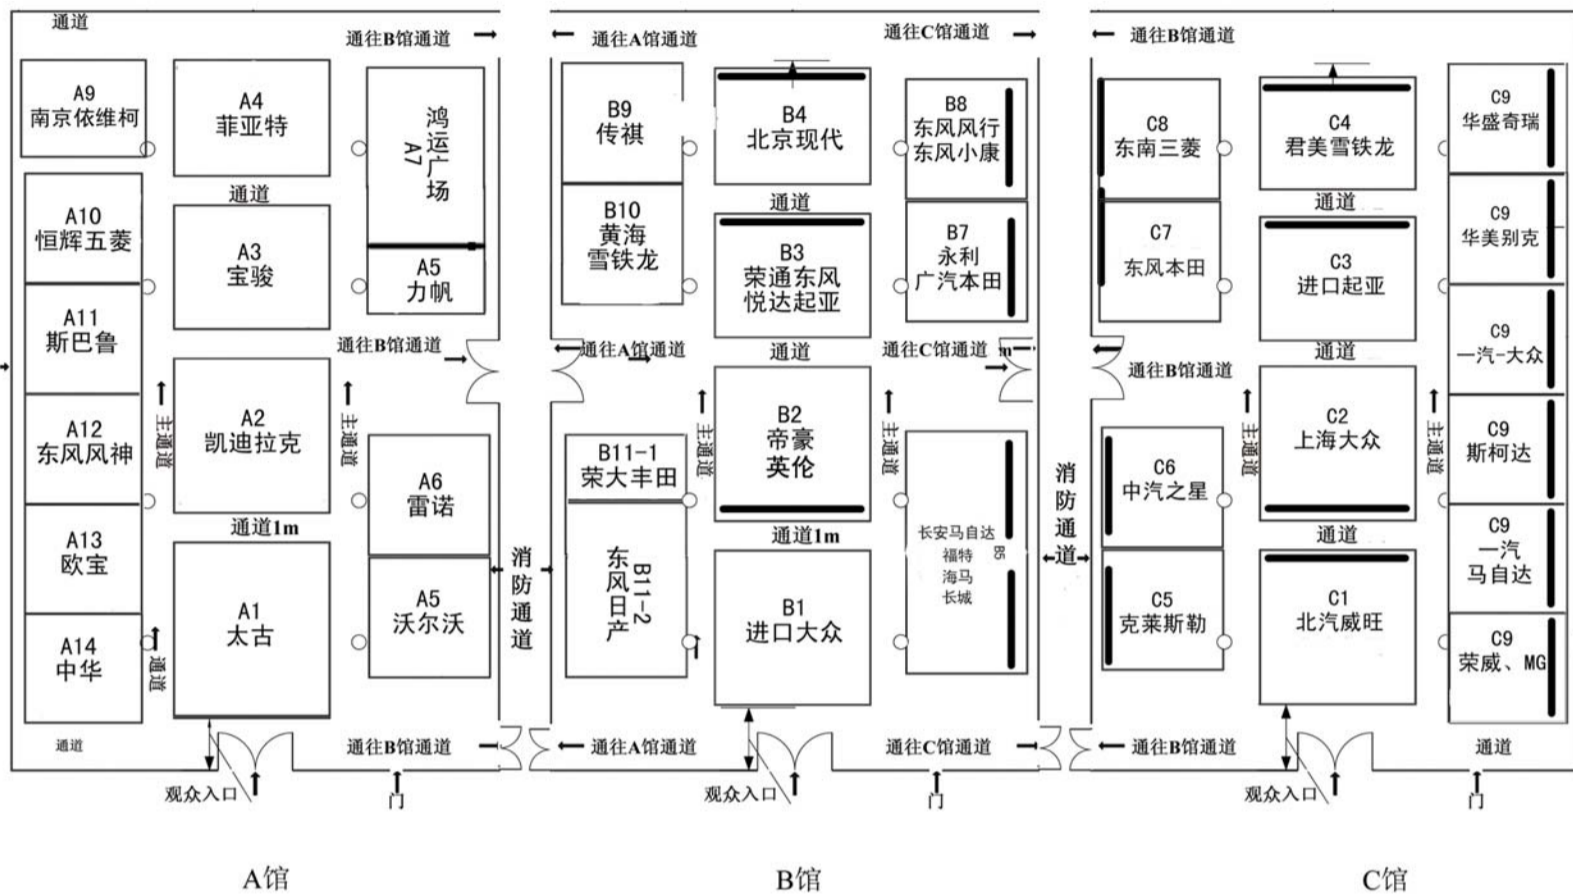 通道
通往B馆通道
通往A馆通道
通往C馆通道
通往B馆通道
A9
南京依维柯
A4
菲亚特
鸿运广场
A7
A10
恒辉五菱
通道
A3
宝骏
A5
力帆
A11
斯巴鲁
通往B馆通道
A12
东风风神
主通道
A2
凯迪拉克
主通道
A6
雷诺
通道1m
A13
欧宝
A1
太古
A5
沃尔沃
A14
中华
通道
通道
通往B馆通道
观众入口
门
消防通道
B9
传祺
B4
北京现代
B8
东风风行
东风小康
B10
黄海
雪铁龙
通道
B3
荣通东风
悦达起亚
B7
永利
广汽本田
通往A馆通道
通道
通往C馆通道 m
B11-1
荣大丰田
主通道
B2
帝豪
英伦
主通道
通道1m
B11-2
东风日产
B1
进口大众
长安马自达
福特
海马
长城
B5
通往A馆通道
通往C馆通道
观众入口
门
消防通道
C8
东南三菱
C4
君美雪铁龙
C9
华盛奇瑞
通道
C7
东风本田
C3
进口起亚
C9
华美别克
通道
通往B馆通道
C9
一汽-大众
主通道
C2
上海大众
主通道
C9
斯柯达
C6
中汽之星
通道
C9
一汽
马自达
C5
克莱斯勒
C1
北汽威旺
C9
荣威、MG
通往B馆通道
通道
观众入口
门
A馆
B馆
C馆